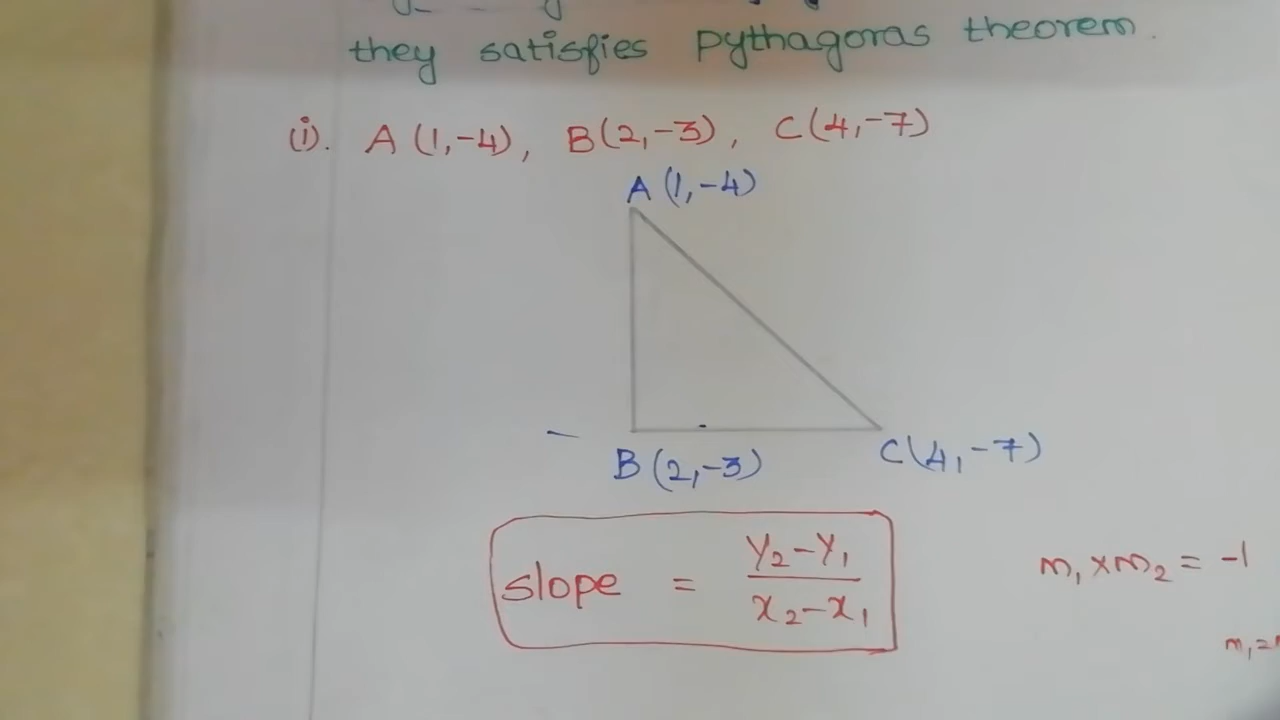 they satisfies pythagoras theorem.
(i). A (1,-4), B(2,-3), C(4,-7)
A (1,-4)
B (2,-3)
C(4,-7)
slope = y₂-y₁ / x₂-x₁
m₁ × m₂ = -1
m₁=